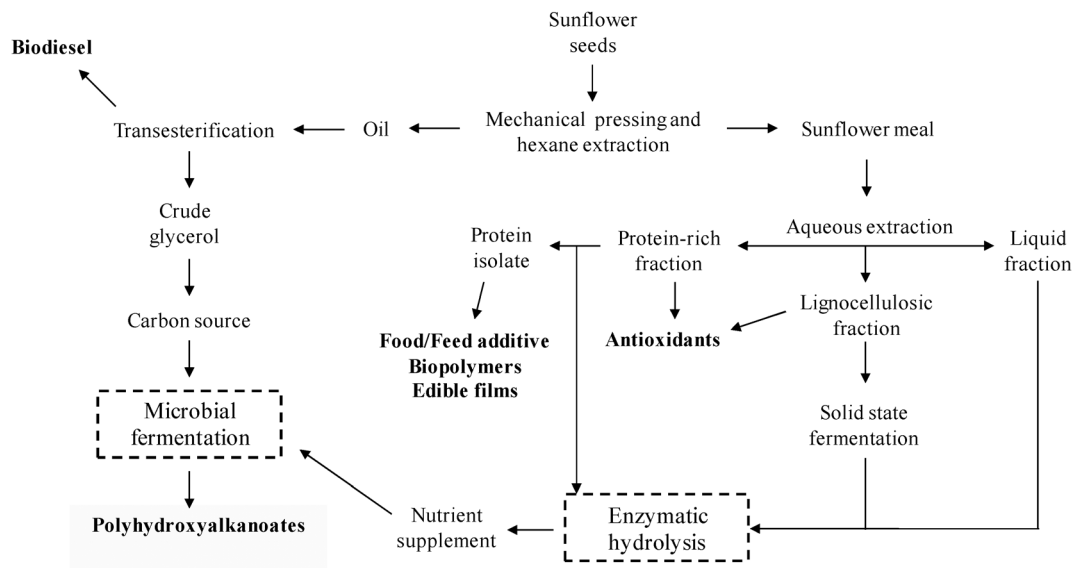 Sunflower
seeds
Biodiesel
Mechanical pressing and
hexane extraction
Transesterification
Oil
Sunflower meal
Crude
glycerol
Protein
isolate
Protein-rich
fraction
Aqueous extraction
Liquid
fraction
Carbon source
Lignocellulosic
fraction
Food/Feed additive
Biopolymers
Edible films
Antioxidants
Microbial
fermentation
Solid state
fermentation
Polyhydroxyalkanoates
Nutrient
supplement
Enzymatic
hydrolysis